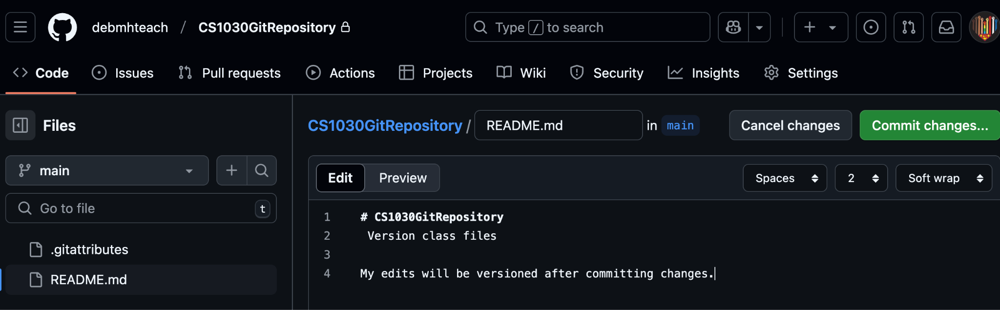 debmhteach / CS1030GitRepository
Type / to search
Code Issues Pull requests Actions Projects Wiki Security Insights Settings
Files
main
Go to file t
.gitattributes
README.md
CS1030GitRepository / README.md in main Cancel changes Commit changes...
Edit Preview Spaces 2 Soft wrap
1 # CS1030GitRepository
2 Version class files
3
4 My edits will be versioned after committing changes.